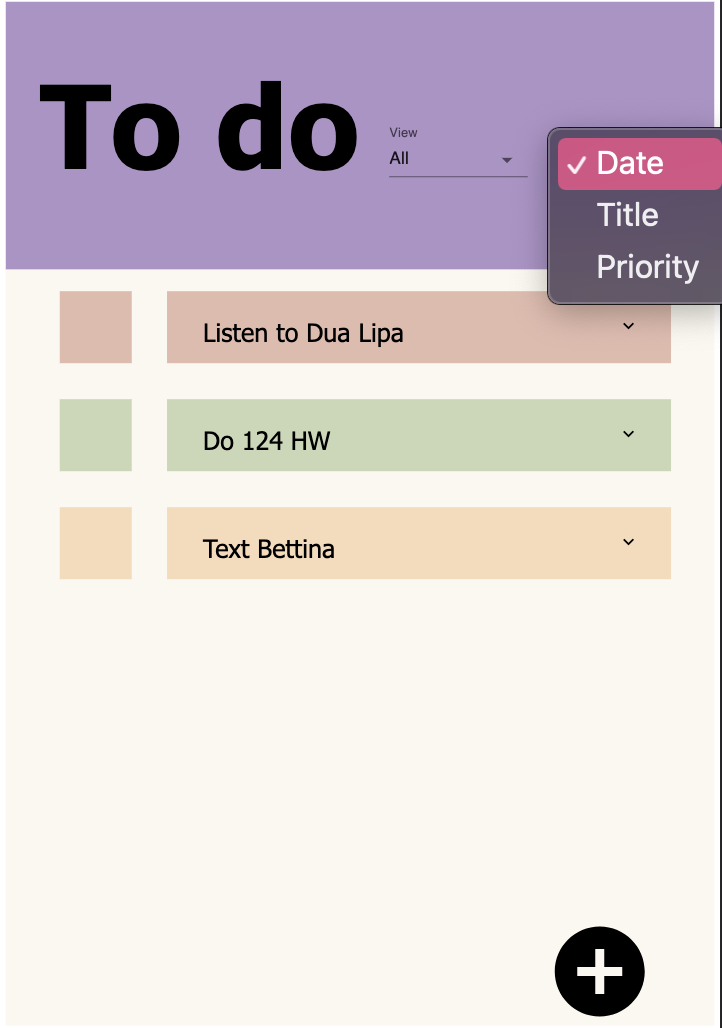 To do
View
All
Date
Title
Priority
Listen to Dua Lipa
Do 124 HW
Text Bettina